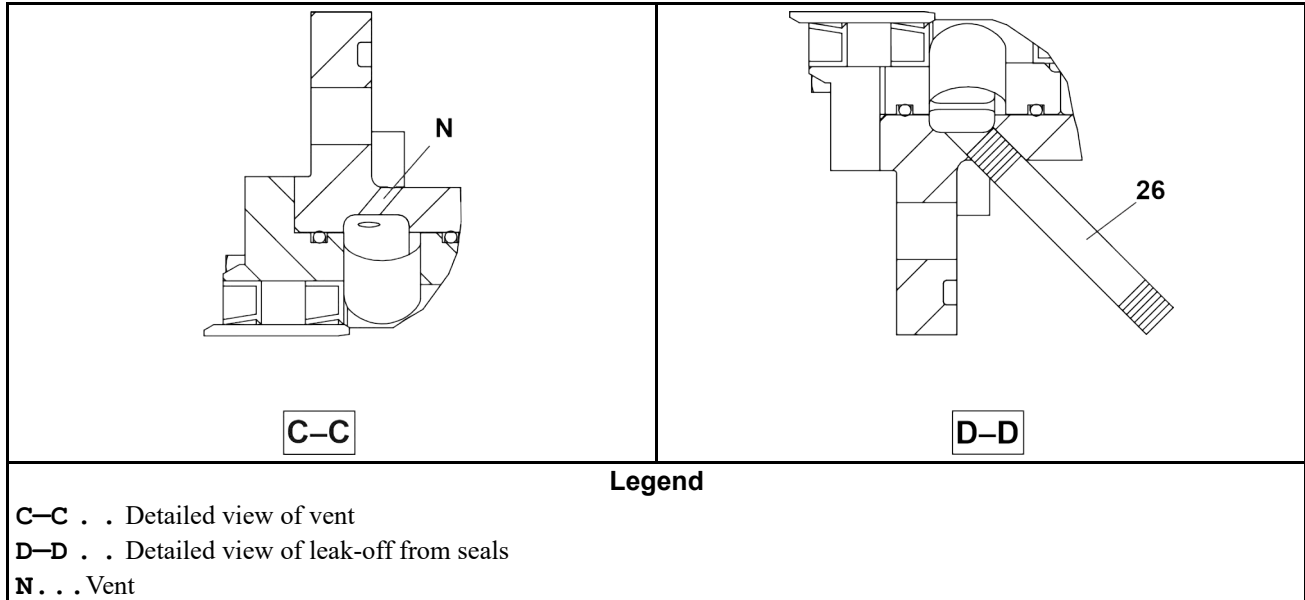 N
26
C–C
D–D
Legend
C–C . . Detailed view of vent
D–D . . Detailed view of leak-off from seals
N . . . Vent